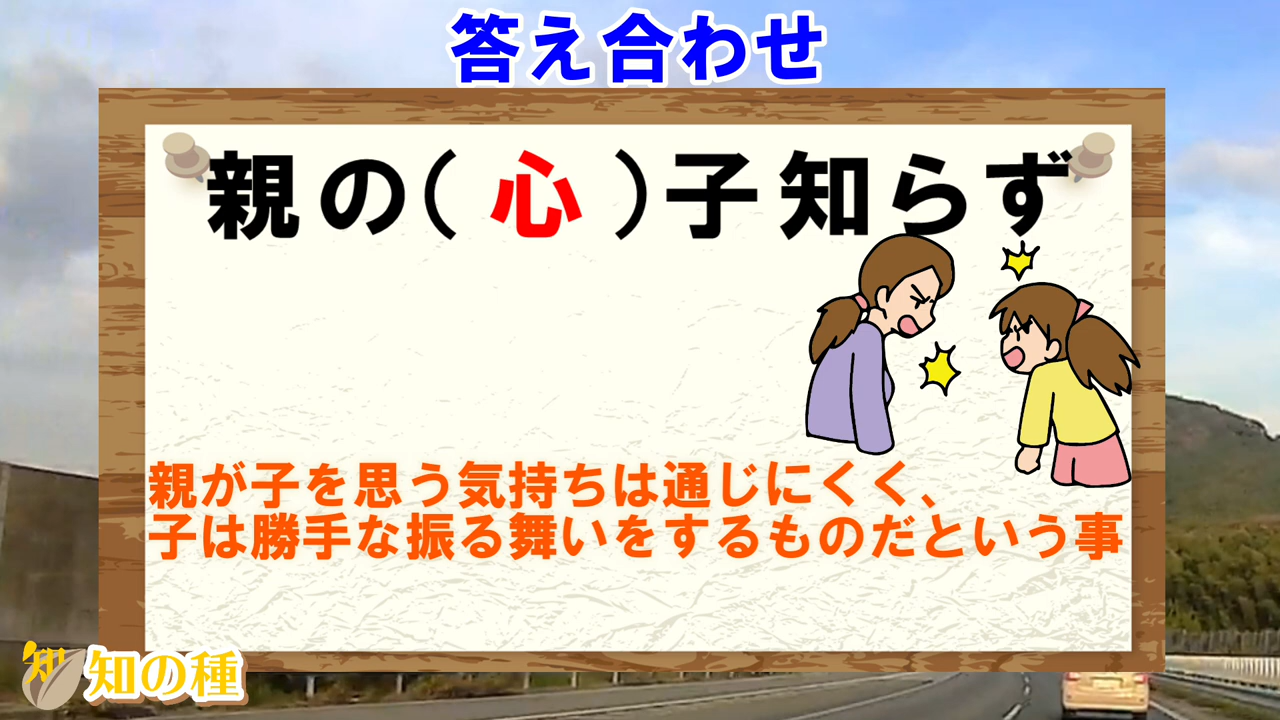 答え合わせ
親の(心)子知らず
親が子を思う気持ちは通じにくく、
子は勝手な振る舞いをするものだという事
知 知の種